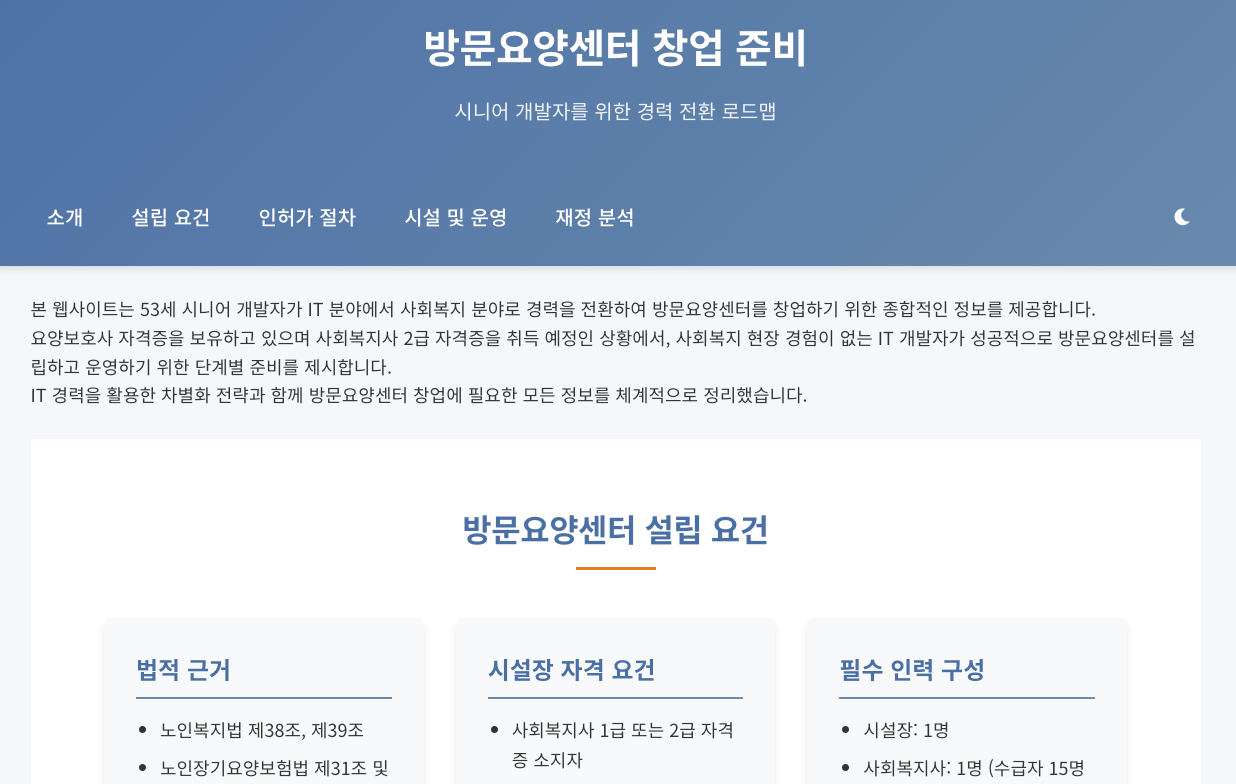 방문요양센터 창업 준비
시니어 개발자를 위한 경력 전환 로드맵
소개 설립 요건 인허가 절차 시설 및 운영 재정 분석
본 웹사이트는 53세 시니어 개발자가 IT 분야에서 사회복지 분야로 경력을 전환하여 방문요양센터를 창업하기 위한 종합적인 정보를 제공합니다.
요양보호사 자격증을 보유하고 있으며 사회복지사 2급 자격증을 취득 예정인 상황에서, 사회복지 현장 경험이 없는 IT 개발자가 성공적으로 방문요양센터를 설
립하고 운영하기 위한 단계별 준비를 제시합니다.
IT 경력을 활용한 차별화 전략과 함께 방문요양센터 창업에 필요한 모든 정보를 체계적으로 정리했습니다.
방문요양센터 설립 요건
법적 근거
노인복지법 제38조, 제39조
노인장기요양보험법 제31조 및
시설장 자격 요건
사회복지사 1급 또는 2급 자격
증 소지자
필수 인력 구성
시설장: 1명
사회복지사: 1명 (수급자 15명